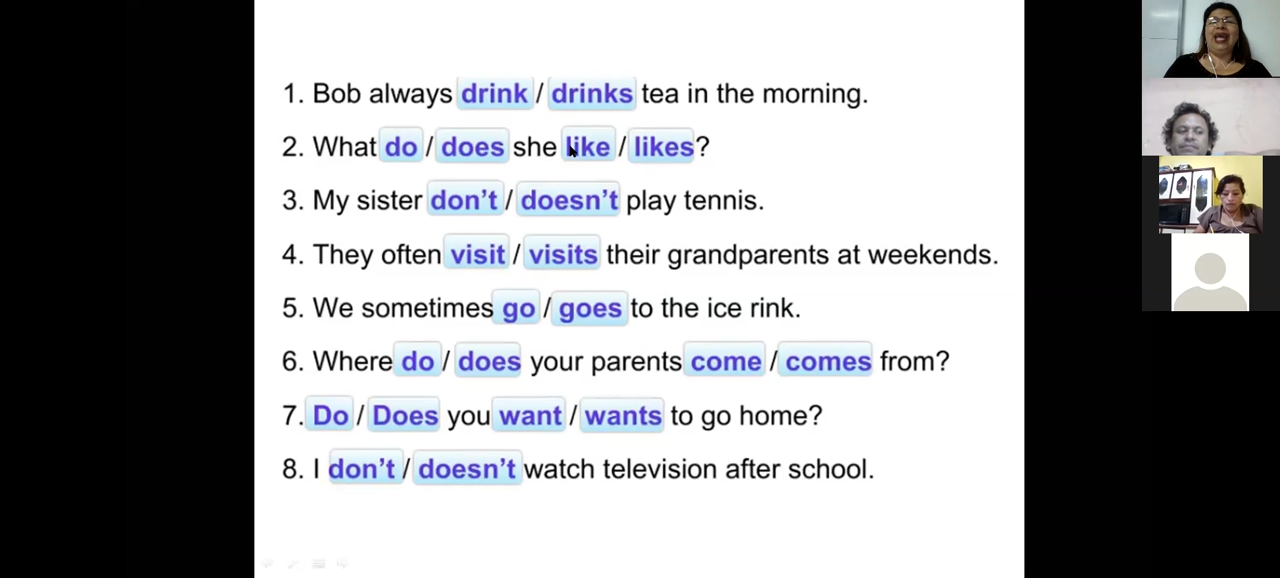 1. Bob always drink / drinks tea in the morning.
2. What do / does she like / likes?
3. My sister don't / doesn't play tennis.
4. They often visit / visits their grandparents at weekends.
5. We sometimes go / goes to the ice rink.
6. Where do / does your parents come / comes from?
7. Do / Does you want / wants to go home?
8. I don't / doesn't watch television after school.